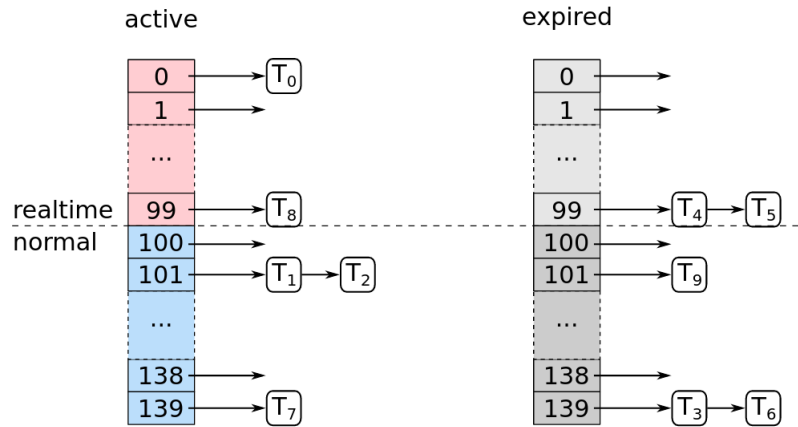 active expired
0 T0 0
1 1
... ...
realtime 99 T8 99 T4 T5
normal 100 100
101 T1 T2 101 T9
... ...
138 138
139 T7 139 T3 T6